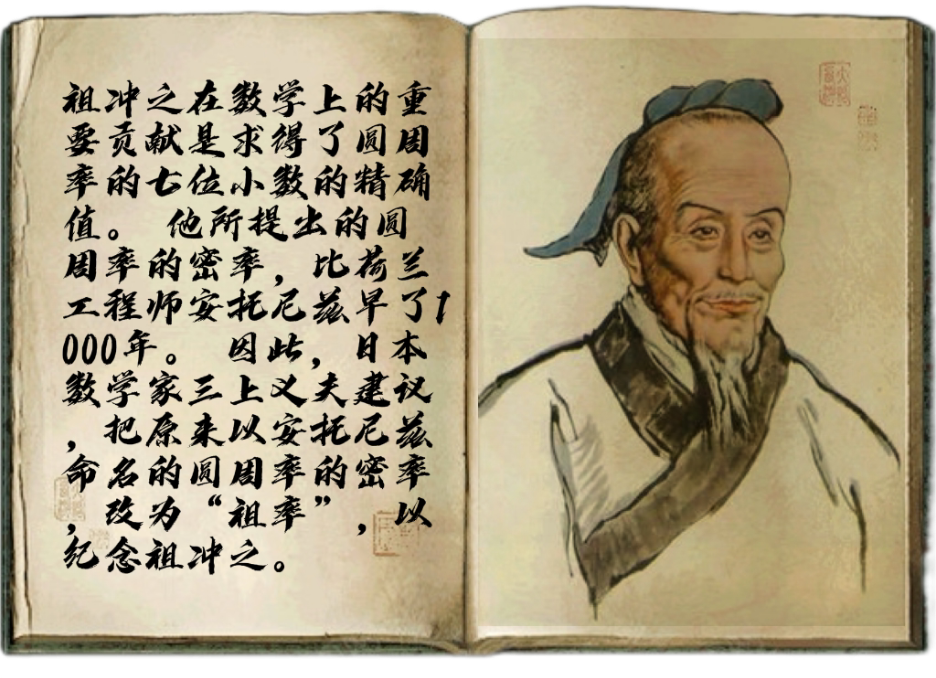 祖冲之在数学上的重
要贡献是求得了圆周
率的七位小数的精确
值。 他所提出的圆
周率的密率，比荷兰
工程师安托尼兹早了1
000年。 因此，日本
数学家三上义夫建议
，把原来以安托尼兹
命名的圆周率的密率
，改为“祖率”，以
纪念祖冲之。